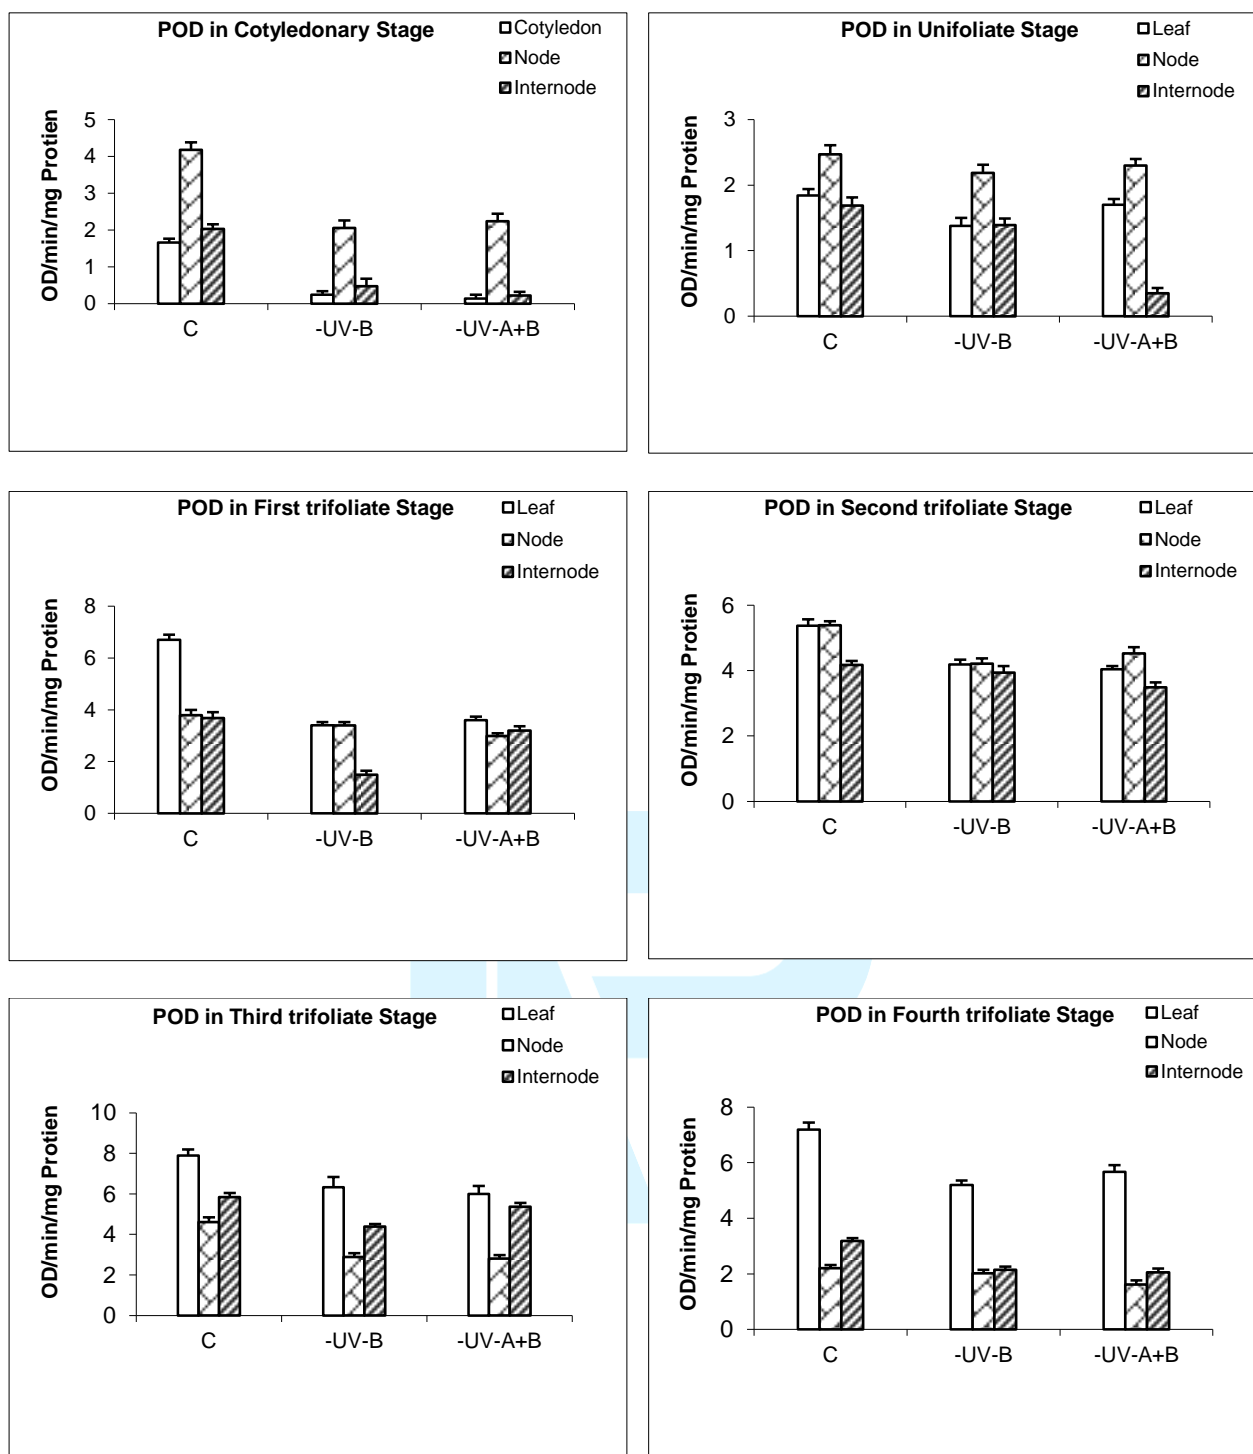 POD in Cotyledonary Stage
Cotyledon
Node
Internode
OD/min/mg Protien
5
4
3
2
1
0
C -UV-B -UV-A+B
POD in Unifoliate Stage
Leaf
Node
Internode
OD/min/mg Protien
3
2
1
0
C -UV-B -UV-A+B
POD in First trifoliate Stage
Leaf
Node
Internode
OD/min/mg Protien
8
6
4
2
0
C -UV-B -UV-A+B
POD in Second trifoliate Stage
Leaf
Node
Internode
OD/min/mg Protien
6
4
2
0
C -UV-B -UV-A+B
POD in Third trifoliate Stage
Leaf
Node
Internode
OD/min/mg Protien
10
8
6
4
2
0
C -UV-B -UV-A+B
POD in Fourth trifoliate Stage
Leaf
Node
Internode
OD/min/mg Protien
8
6
4
2
0
C -UV-B -UV-A+B